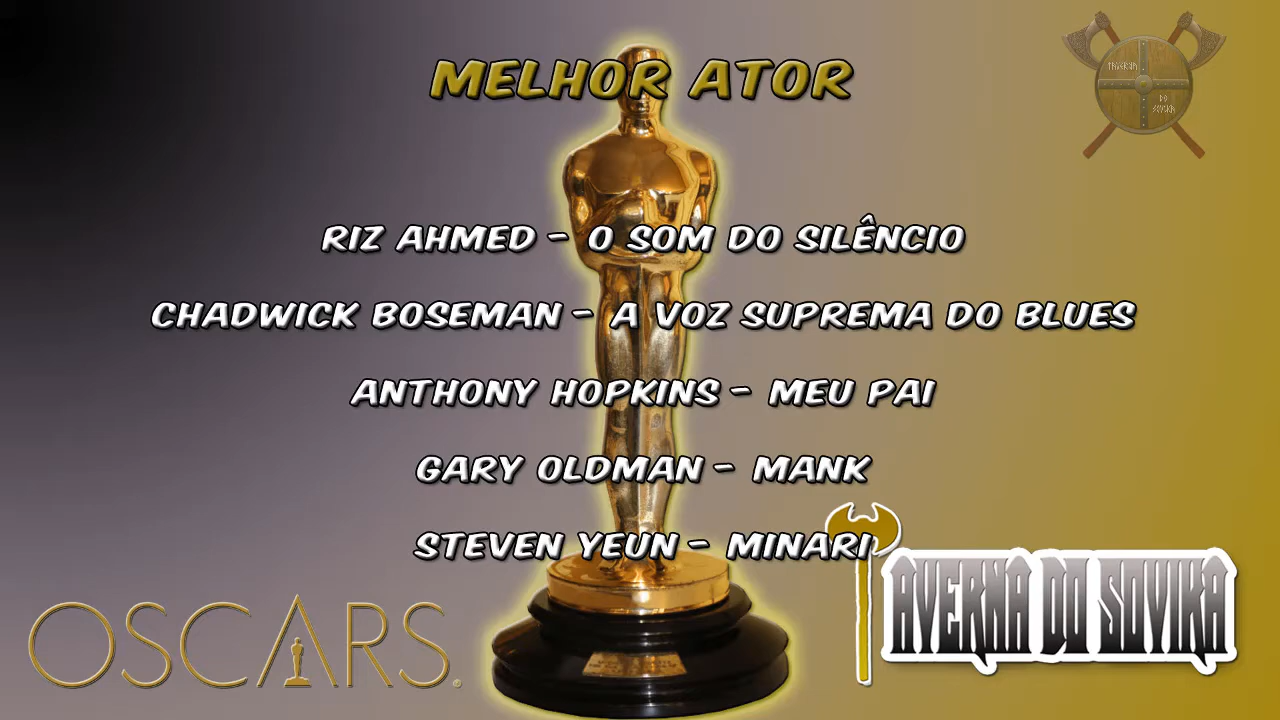 MELHOR ATOR
RIZ AHMED - O SOM DO SILÊNCIO
CHADWICK BOSEMAN - A VOZ SUPREMA DO BLUES
ANTHONY HOPKINS - MEU PAI
GARY OLDMAN - MANK
STEVEN YEUN - MINARI
TAVERNA DO SOVIKA
OSCARS.